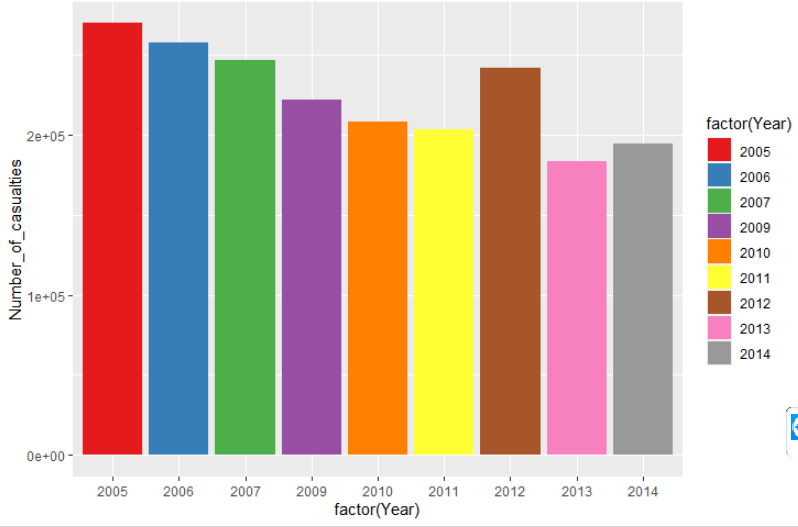 Number_of_casualties
2e+05
1e+05
0e+00
2005 2006 2007 2009 2010 2011 2012 2013 2014
factor(Year)
factor(Year)
2005
2006
2007
2009
2010
2011
2012
2013
2014